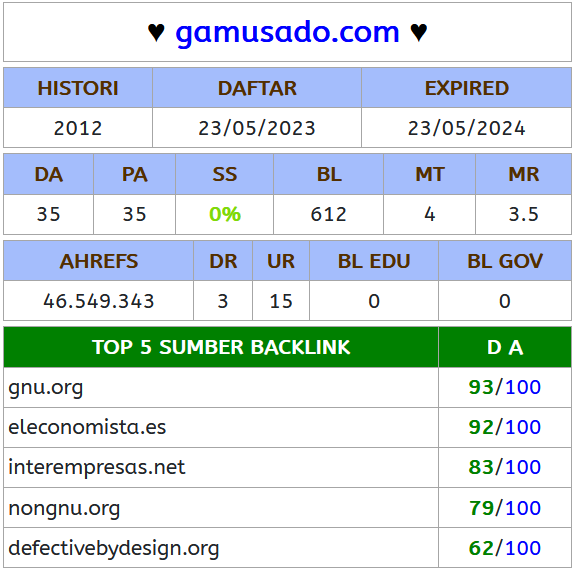 ♥ gamusado.com ♥
HISTORI DAFTAR EXPIRED
2012 23/05/2023 23/05/2024
DA PA SS BL MT MR
35 35 0% 612 4 3.5
AHREFS DR UR BL EDU BL GOV
46.549.343 3 15 0 0
TOP 5 SUMBER BACKLINK D A
gnu.org 93/100
eleconomista.es 92/100
interempresas.net 83/100
nongnu.org 79/100
defectivebydesign.org 62/100